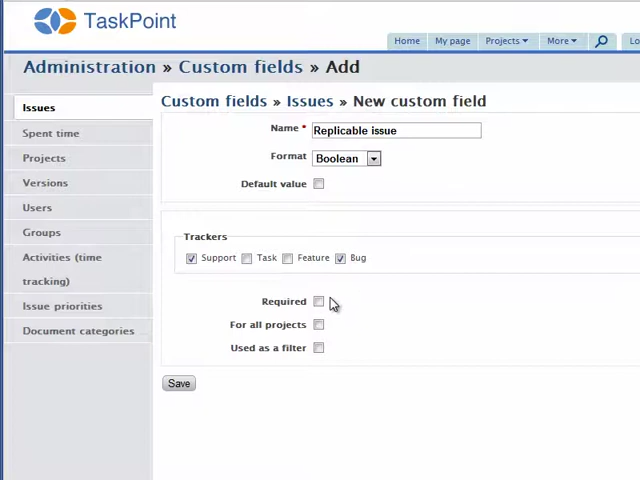 TaskPoint
Home My page Projects More Lo
Administration » Custom fields » Add
Issues
Spent time
Projects
Versions
Users
Groups
Activities (time
tracking)
Issue priorities
Document categories
Custom fields » Issues » New custom field
Name * Replicable issue
Format Boolean
Default value
Trackers
Support Task Feature Bug
Required
For all projects
Used as a filter
Save